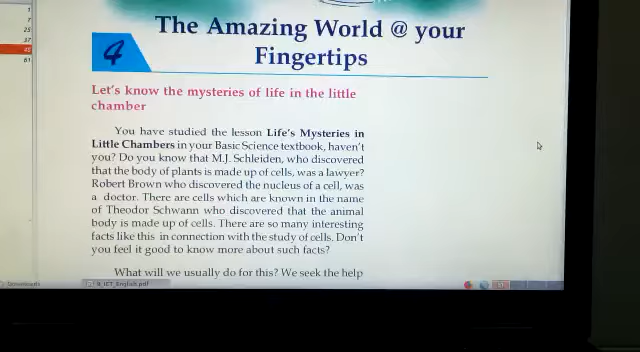 1
7
25
37
48
61
The Amazing World @ your
Fingertips
4
Let's know the mysteries of life in the little
chamber
You have studied the lesson Life's Mysteries in
Little Chambers in your Basic Science textbook, haven't
you? Do you know that M.J. Schleiden, who discovered
that the body of plants is made up of cells, was a lawyer?
Robert Brown who discovered the nucleus of a cell, was
a doctor. There are cells which are known in the name
of Theodor Schwann who discovered that the animal
body is made up of cells. There are so many interesting
facts like this in connection with the study of cells. Don't
you feel it good to know more about such facts?
What will we usually do for this? We seek the help